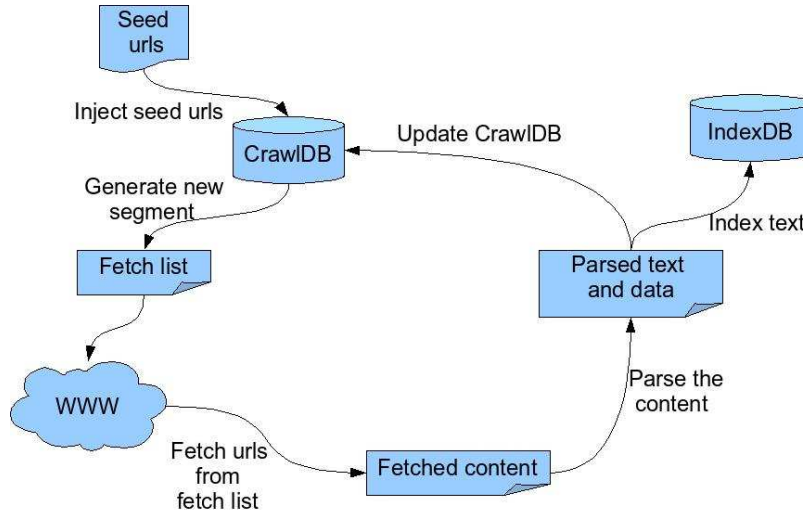 Seed
urls
Inject seed urls
CrawlDB
Update CrawlDB
IndexDB
Generate new
segment
Index text
Fetch list
Parsed text
and data
WWW
Parse the
content
Fetch urls
from
fetch list
Fetched content